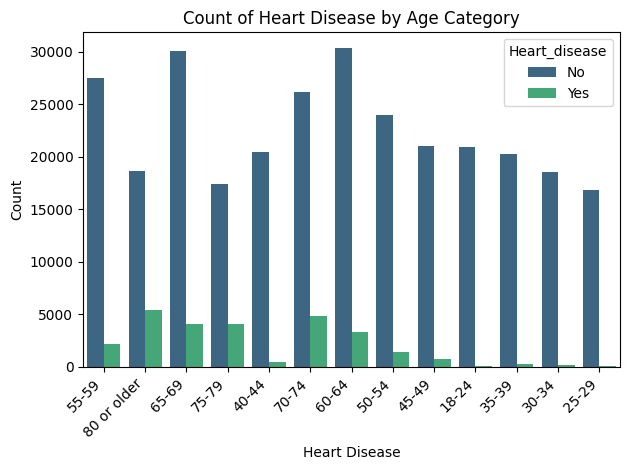 Count of Heart Disease by Age Category
Heart_disease
No
Yes
Count
30000
25000
20000
15000
10000
5000
0
55-59
80 or older
65-69
75-79
40-44
70-74
60-64
50-54
45-49
18-24
35-39
30-34
25-29
Heart Disease